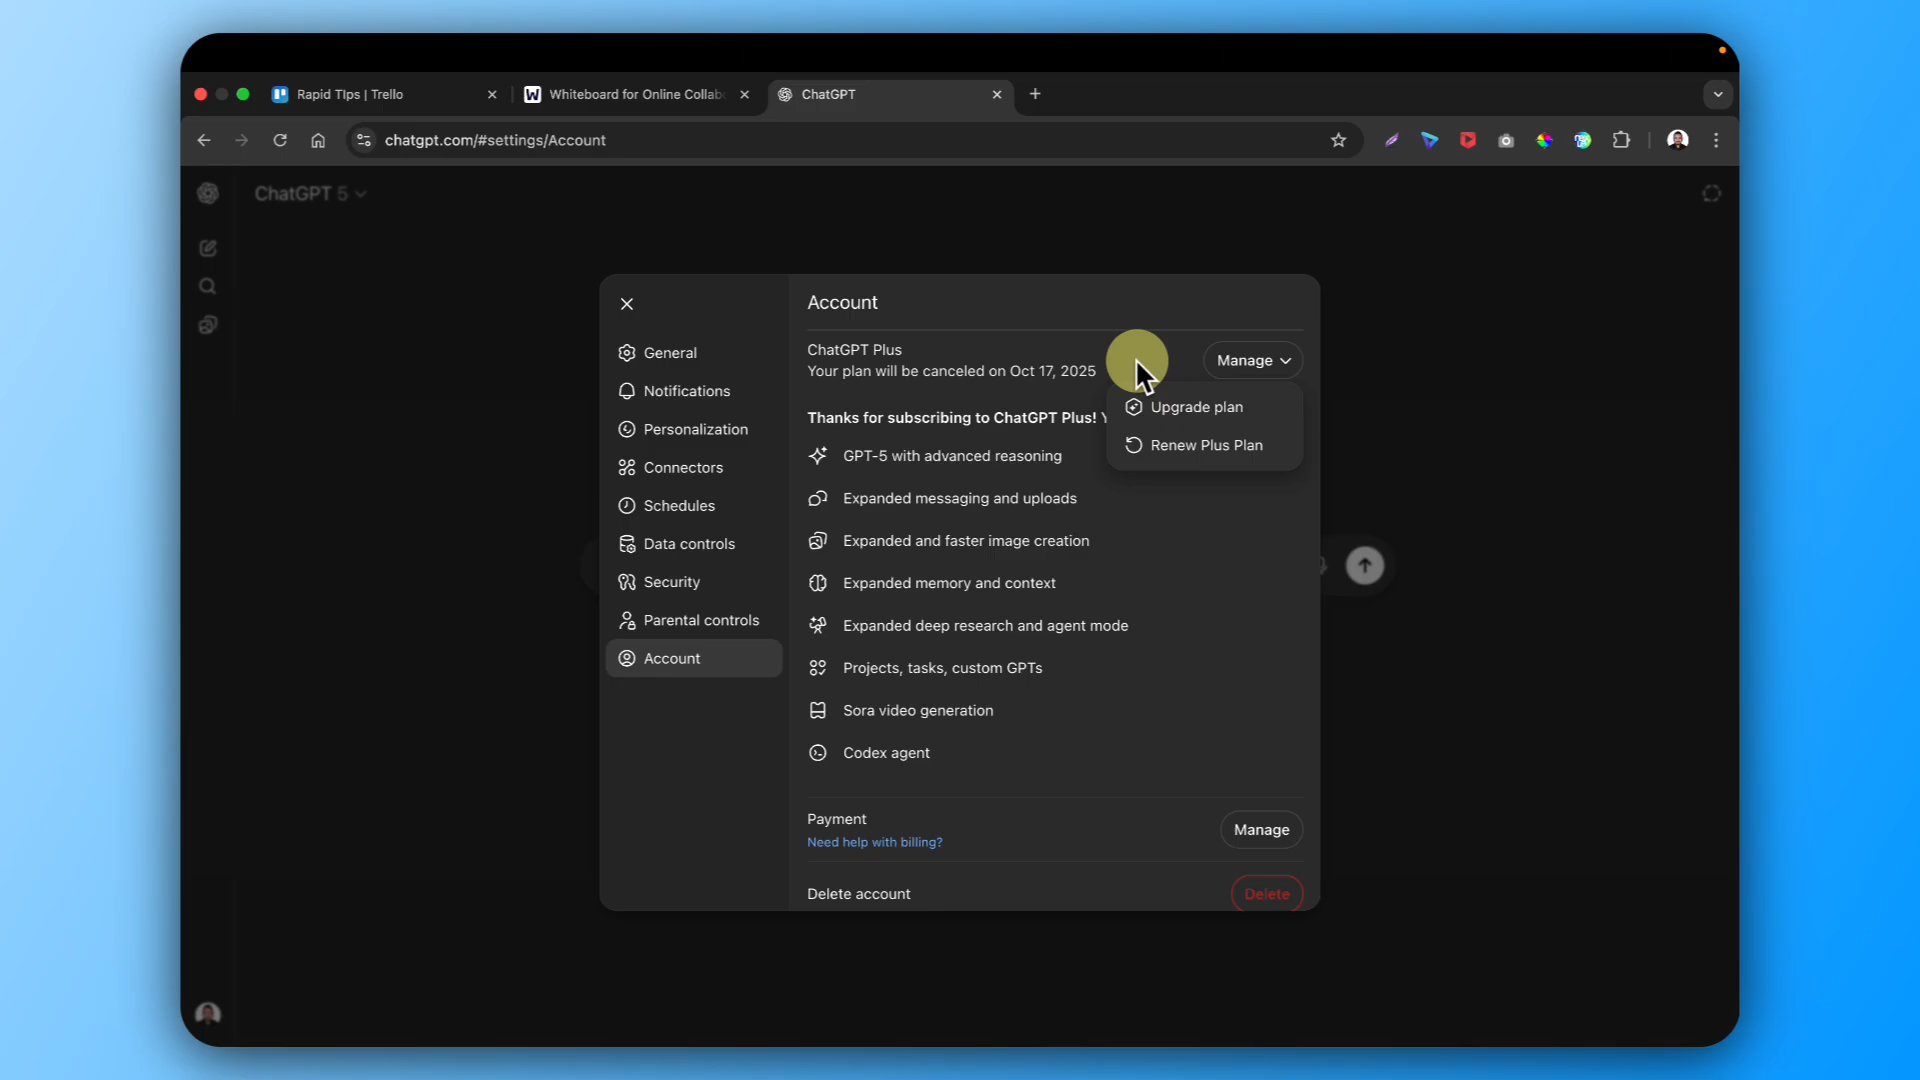 Rapid TIps | Trello
Whiteboard for Online Collab
ChatGPT
chatgpt.com/#settings/Account
ChatGPT 5
Account
General
Notifications
Personalization
Connectors
Schedules
Data controls
Security
Parental controls
Account
ChatGPT Plus
Your plan will be canceled on Oct 17, 2025
Manage
Upgrade plan
Renew Plus Plan
Thanks for subscribing to ChatGPT Plus!
GPT-5 with advanced reasoning
Expanded messaging and uploads
Expanded and faster image creation
Expanded memory and context
Expanded deep research and agent mode
Projects, tasks, custom GPTs
Sora video generation
Codex agent
Payment
Need help with billing?
Manage
Delete account
Delete